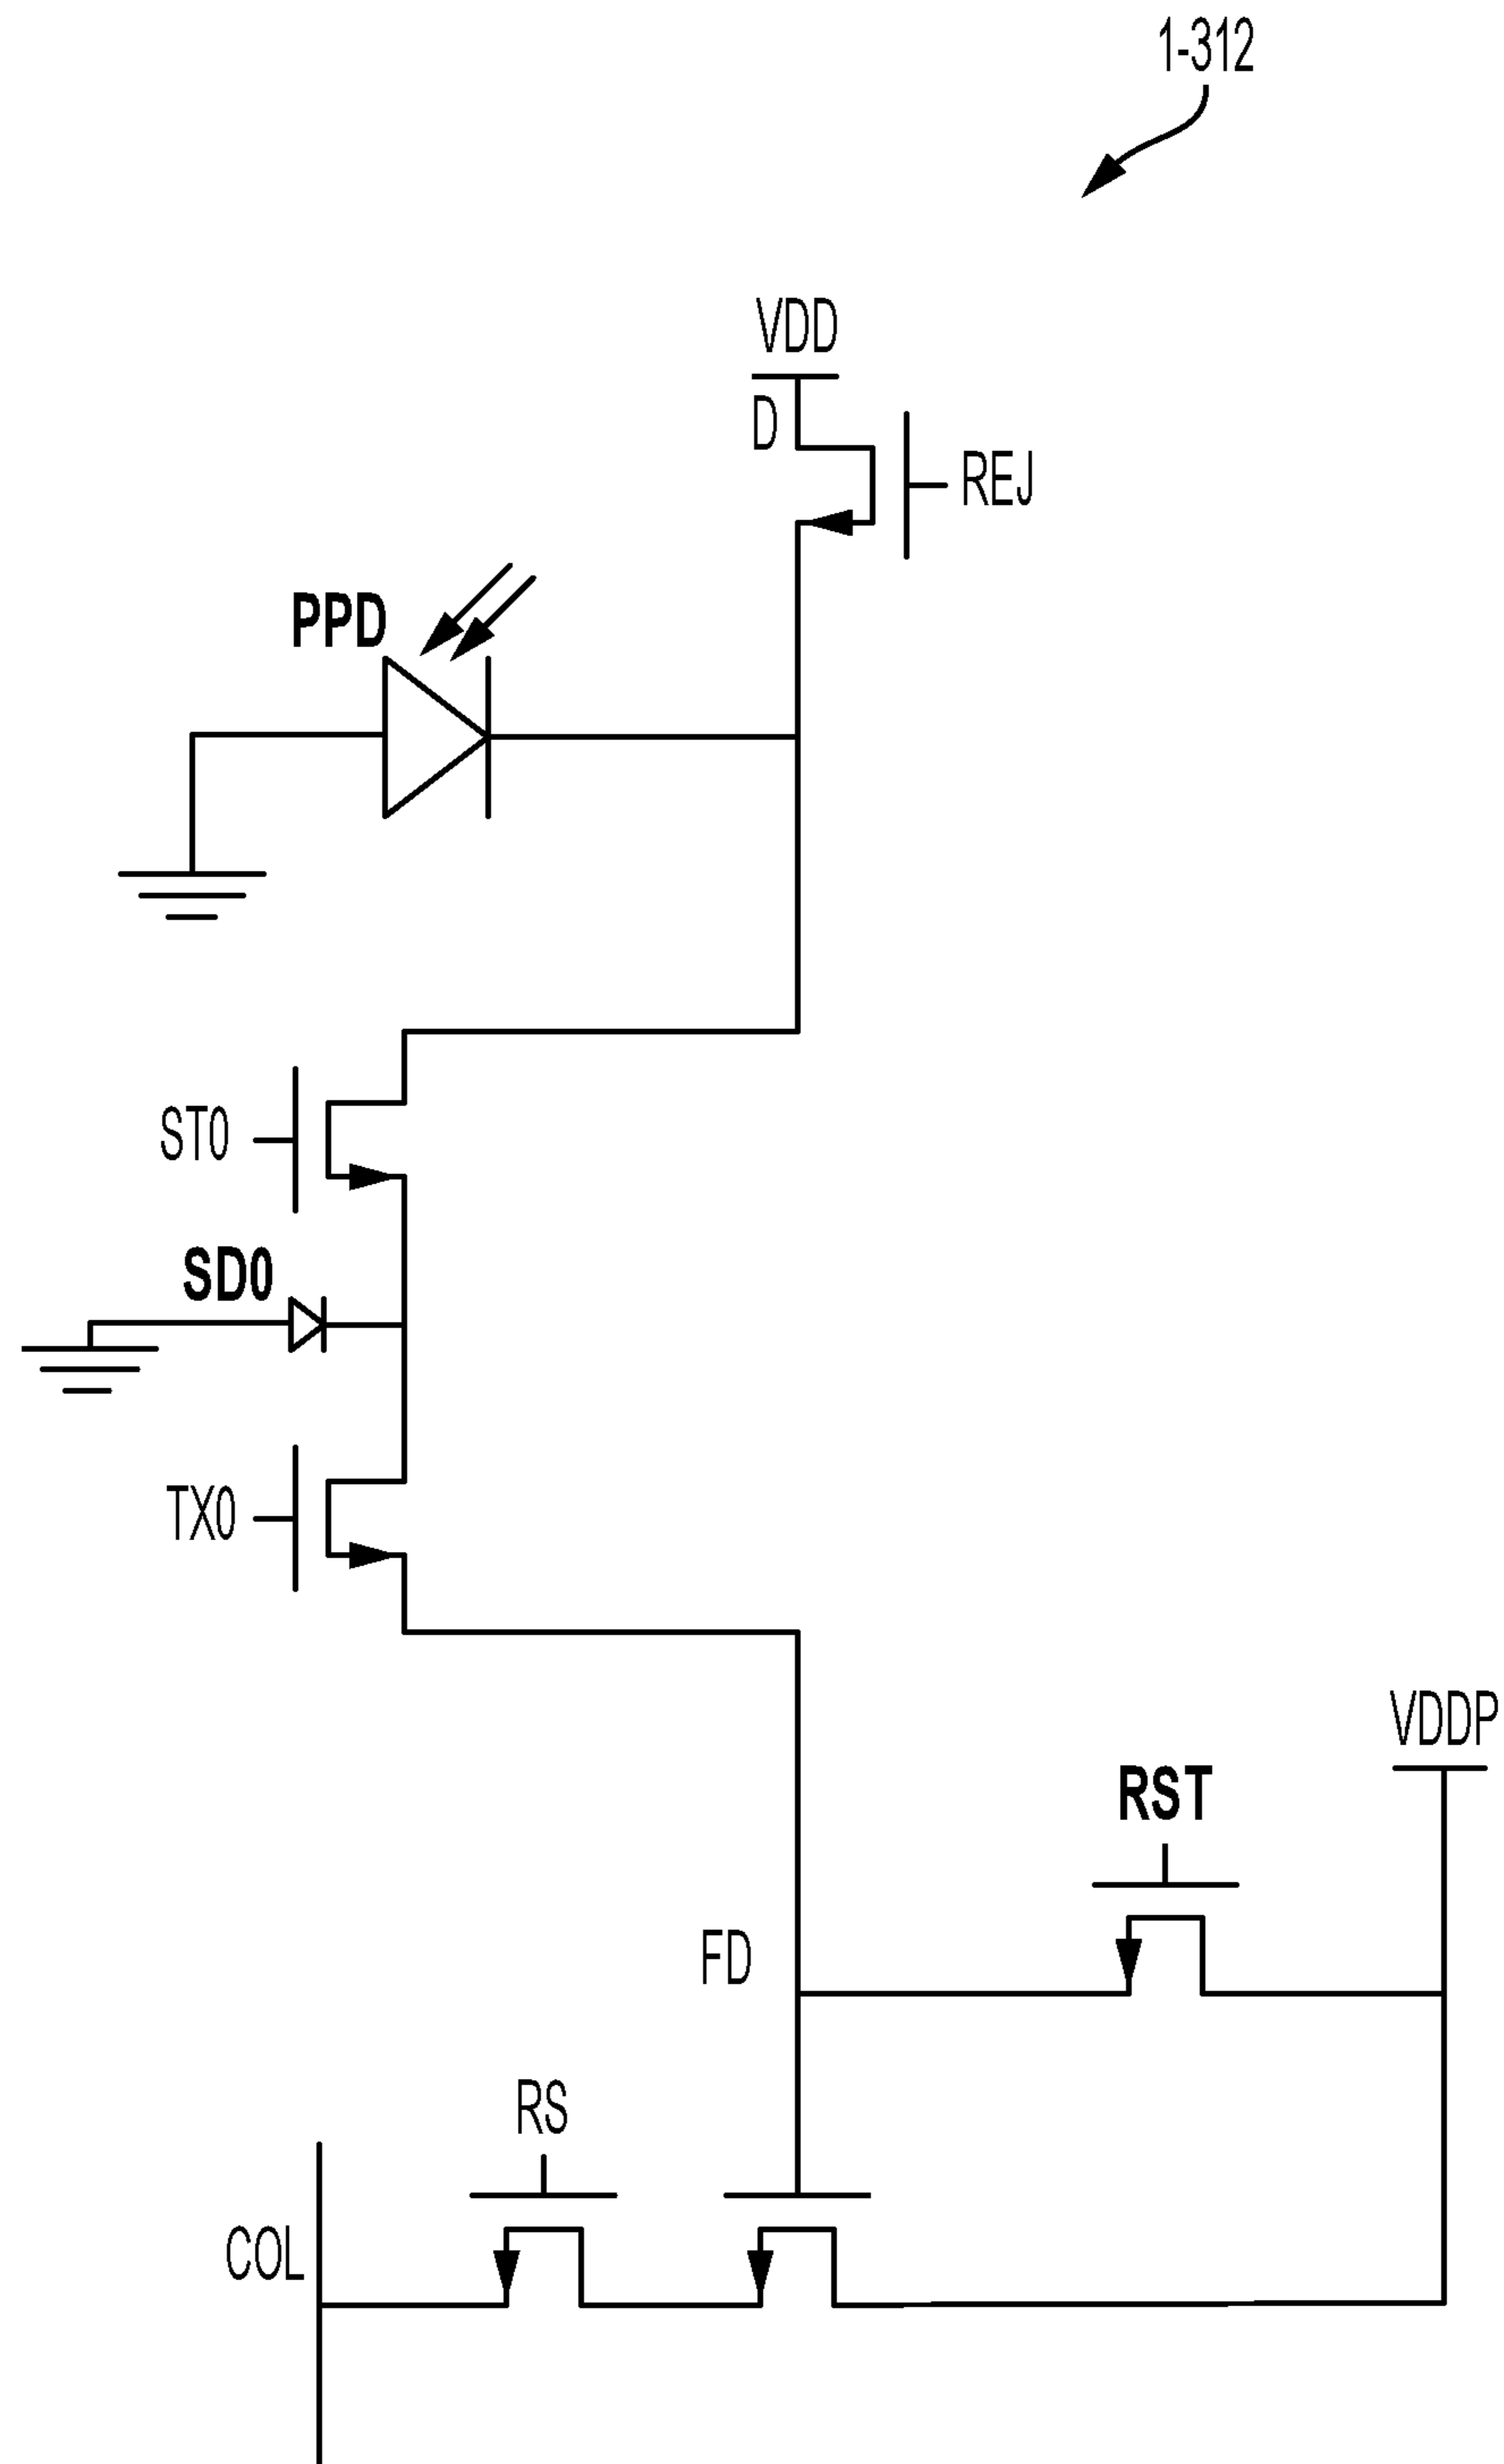 1-312
VDD
D
REJ
PPD
ST0
SD0
TX0
VDDP
RST
FD
RS
COL